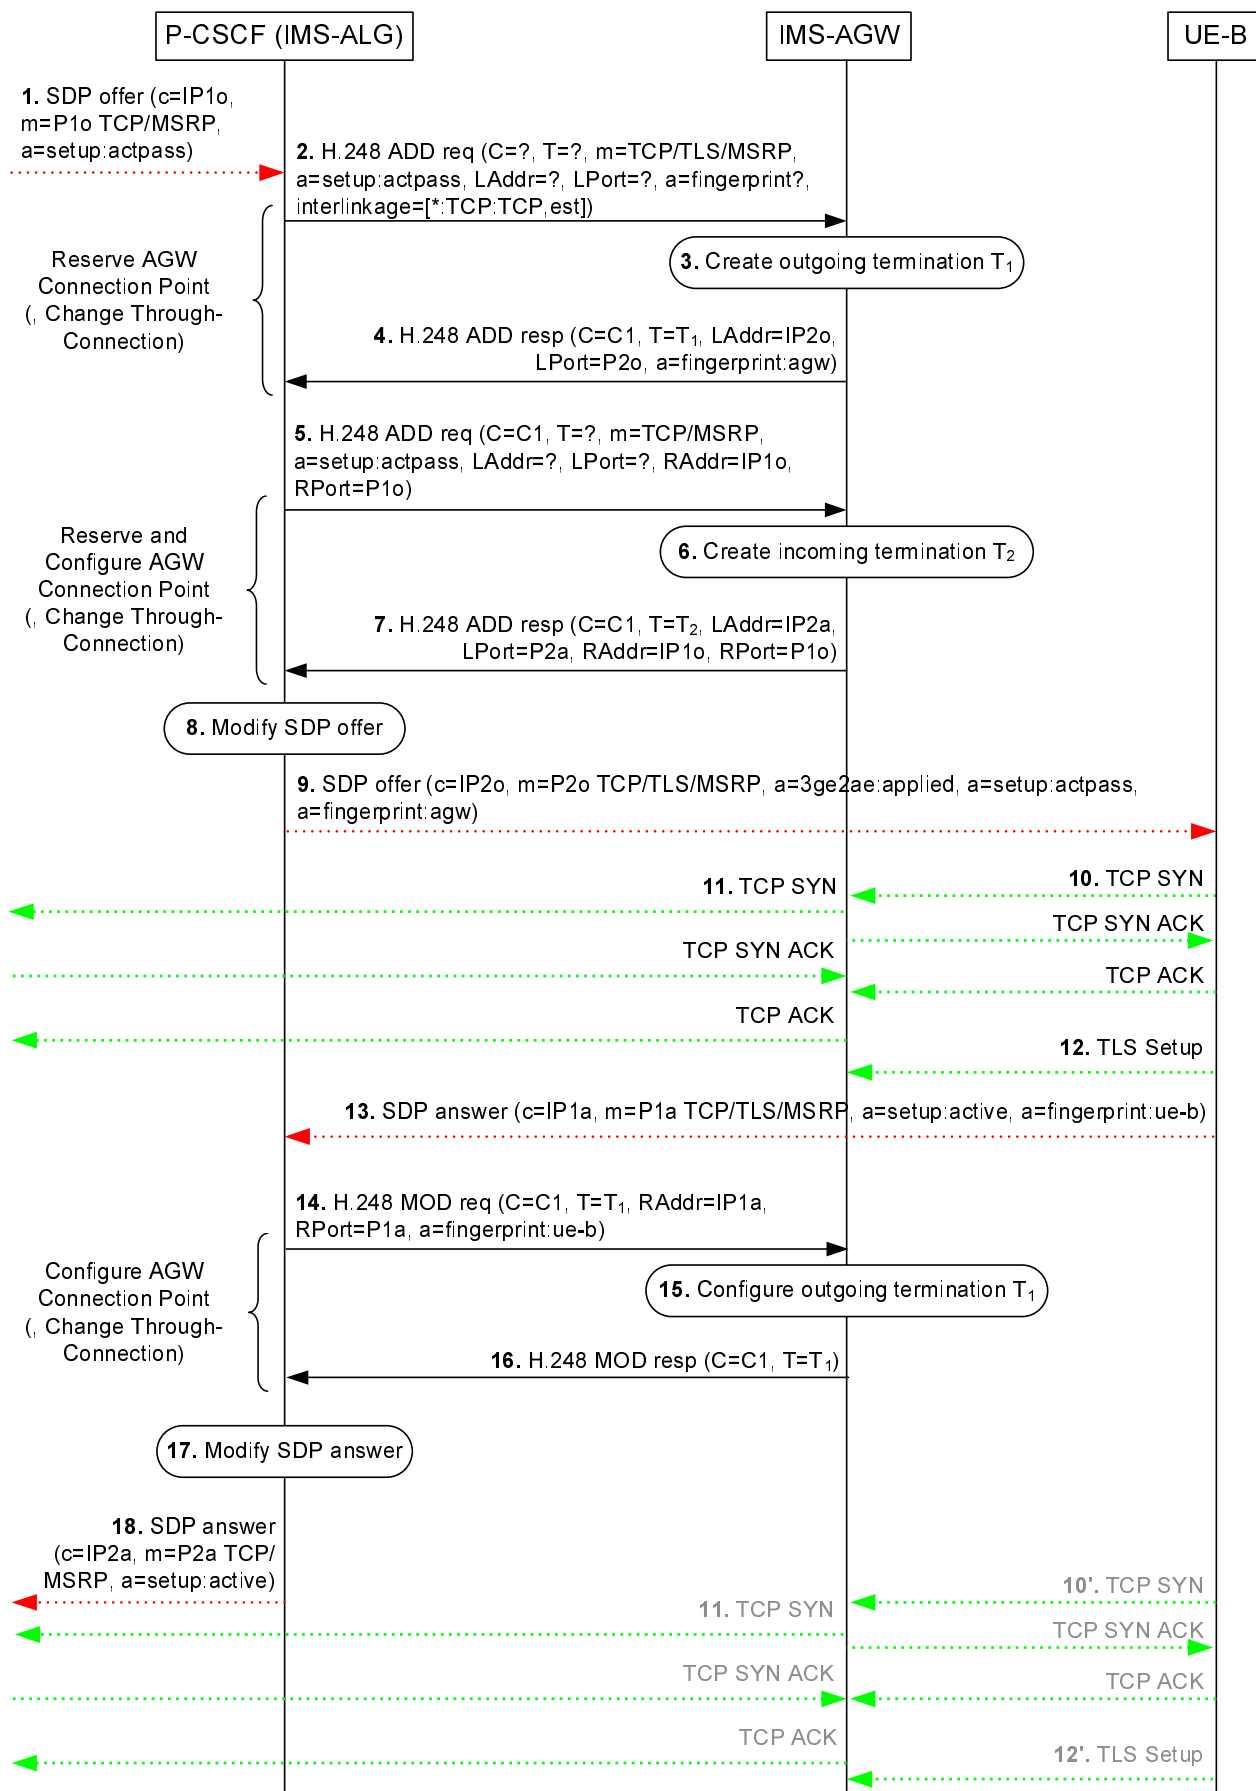 P-CSCF (IMS-ALG)
IMS-AGW
UE-B
1. SDP offer (c=IP1o,
m=P1o TCP/MSRP,
a=setup:actpass)
2. H.248 ADD req (C=?, T=?, m=TCP/TLS/MSRP,
a=setup:actpass, LAddr=?, LPort=?, a=fingerprint?,
interlinkage=[*:TCP:TCP,est])
Reserve AGW
Connection Point
(, Change Through-
Connection)
3. Create outgoing termination T1
4. H.248 ADD resp (C=C1, T=T1, LAddr=IP2o,
LPort=P2o, a=fingerprint:agw)
5. H.248 ADD req (C=C1, T=?, m=TCP/MSRP,
a=setup:actpass, LAddr=?, LPort=?, RAddr=IP1o,
RPort=P1o)
Reserve and
Configure AGW
Connection Point
(, Change Through-
Connection)
6. Create incoming termination T2
7. H.248 ADD resp (C=C1, T=T2, LAddr=IP2a,
LPort=P2a, RAddr=IP1o, RPort=P1o)
8. Modify SDP offer
9. SDP offer (c=IP2o, m=P2o TCP/TLS/MSRP, a=3ge2ae:applied, a=setup:actpass,
a=fingerprint:agw)
10. TCP SYN
11. TCP SYN
TCP SYN ACK
TCP SYN ACK
TCP ACK
TCP ACK
12. TLS Setup
13. SDP answer (c=IP1a, m=P1a TCP/TLS/MSRP, a=setup:active, a=fingerprint:ue-b)
14. H.248 MOD req (C=C1, T=T1, RAddr=IP1a,
RPort=P1a, a=fingerprint:ue-b)
Configure AGW
Connection Point
(, Change Through-
Connection)
15. Configure outgoing termination T1
16. H.248 MOD resp (C=C1, T=T1)
17. Modify SDP answer
18. SDP answer
(c=IP2a, m=P2a TCP/
MSRP, a=setup:active)
10'. TCP SYN
11. TCP SYN
TCP SYN ACK
TCP SYN ACK
TCP ACK
TCP ACK
12'. TLS Setup